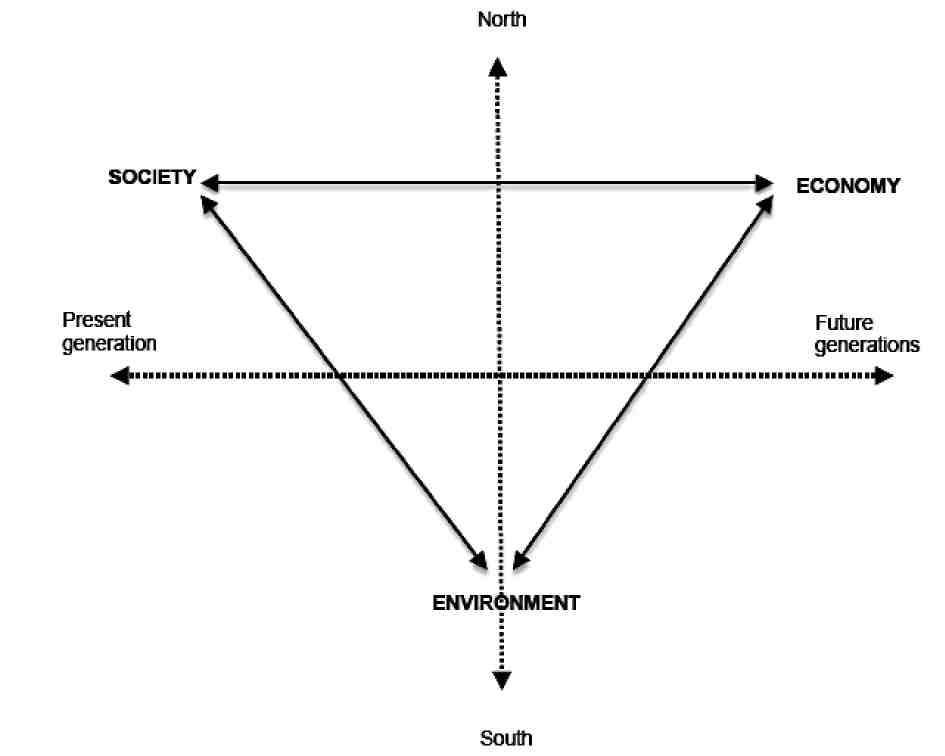 North
SOCIETY
ECONOMY
Present
generation
Future
generations
ENVIRONMENT
South